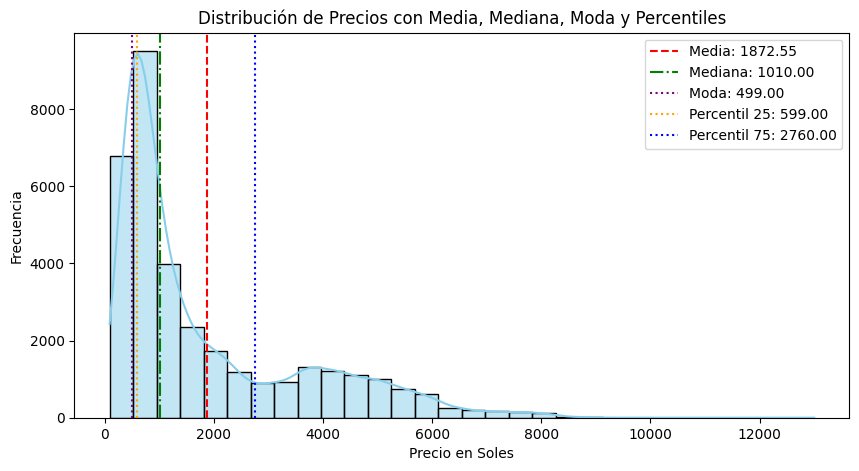 Distribución de Precios con Media, Mediana, Moda y Percentiles
Media: 1872.55
Mediana: 1010.00
Moda: 499.00
Percentil 25: 599.00
Percentil 75: 2760.00
Frecuencia
8000
6000
4000
2000
0
0 2000 4000 6000 8000 10000 12000
Precio en Soles